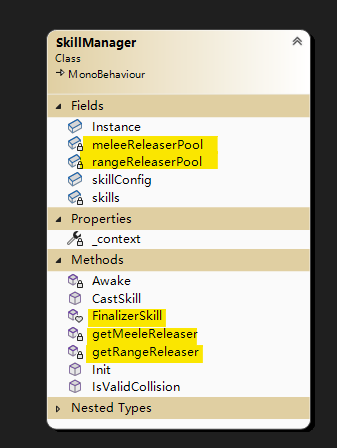 SkillManager
Class
MonoBehaviour
Fields
Instance
meleeReleaserPool
rangeReleaserPool
skillConfig
skills
Properties
_context
Methods
Awake
CastSkill
FinalizerSkill
getMeeleReleaser
getRangeReleaser
Init
IsValidCollision
Nested Types